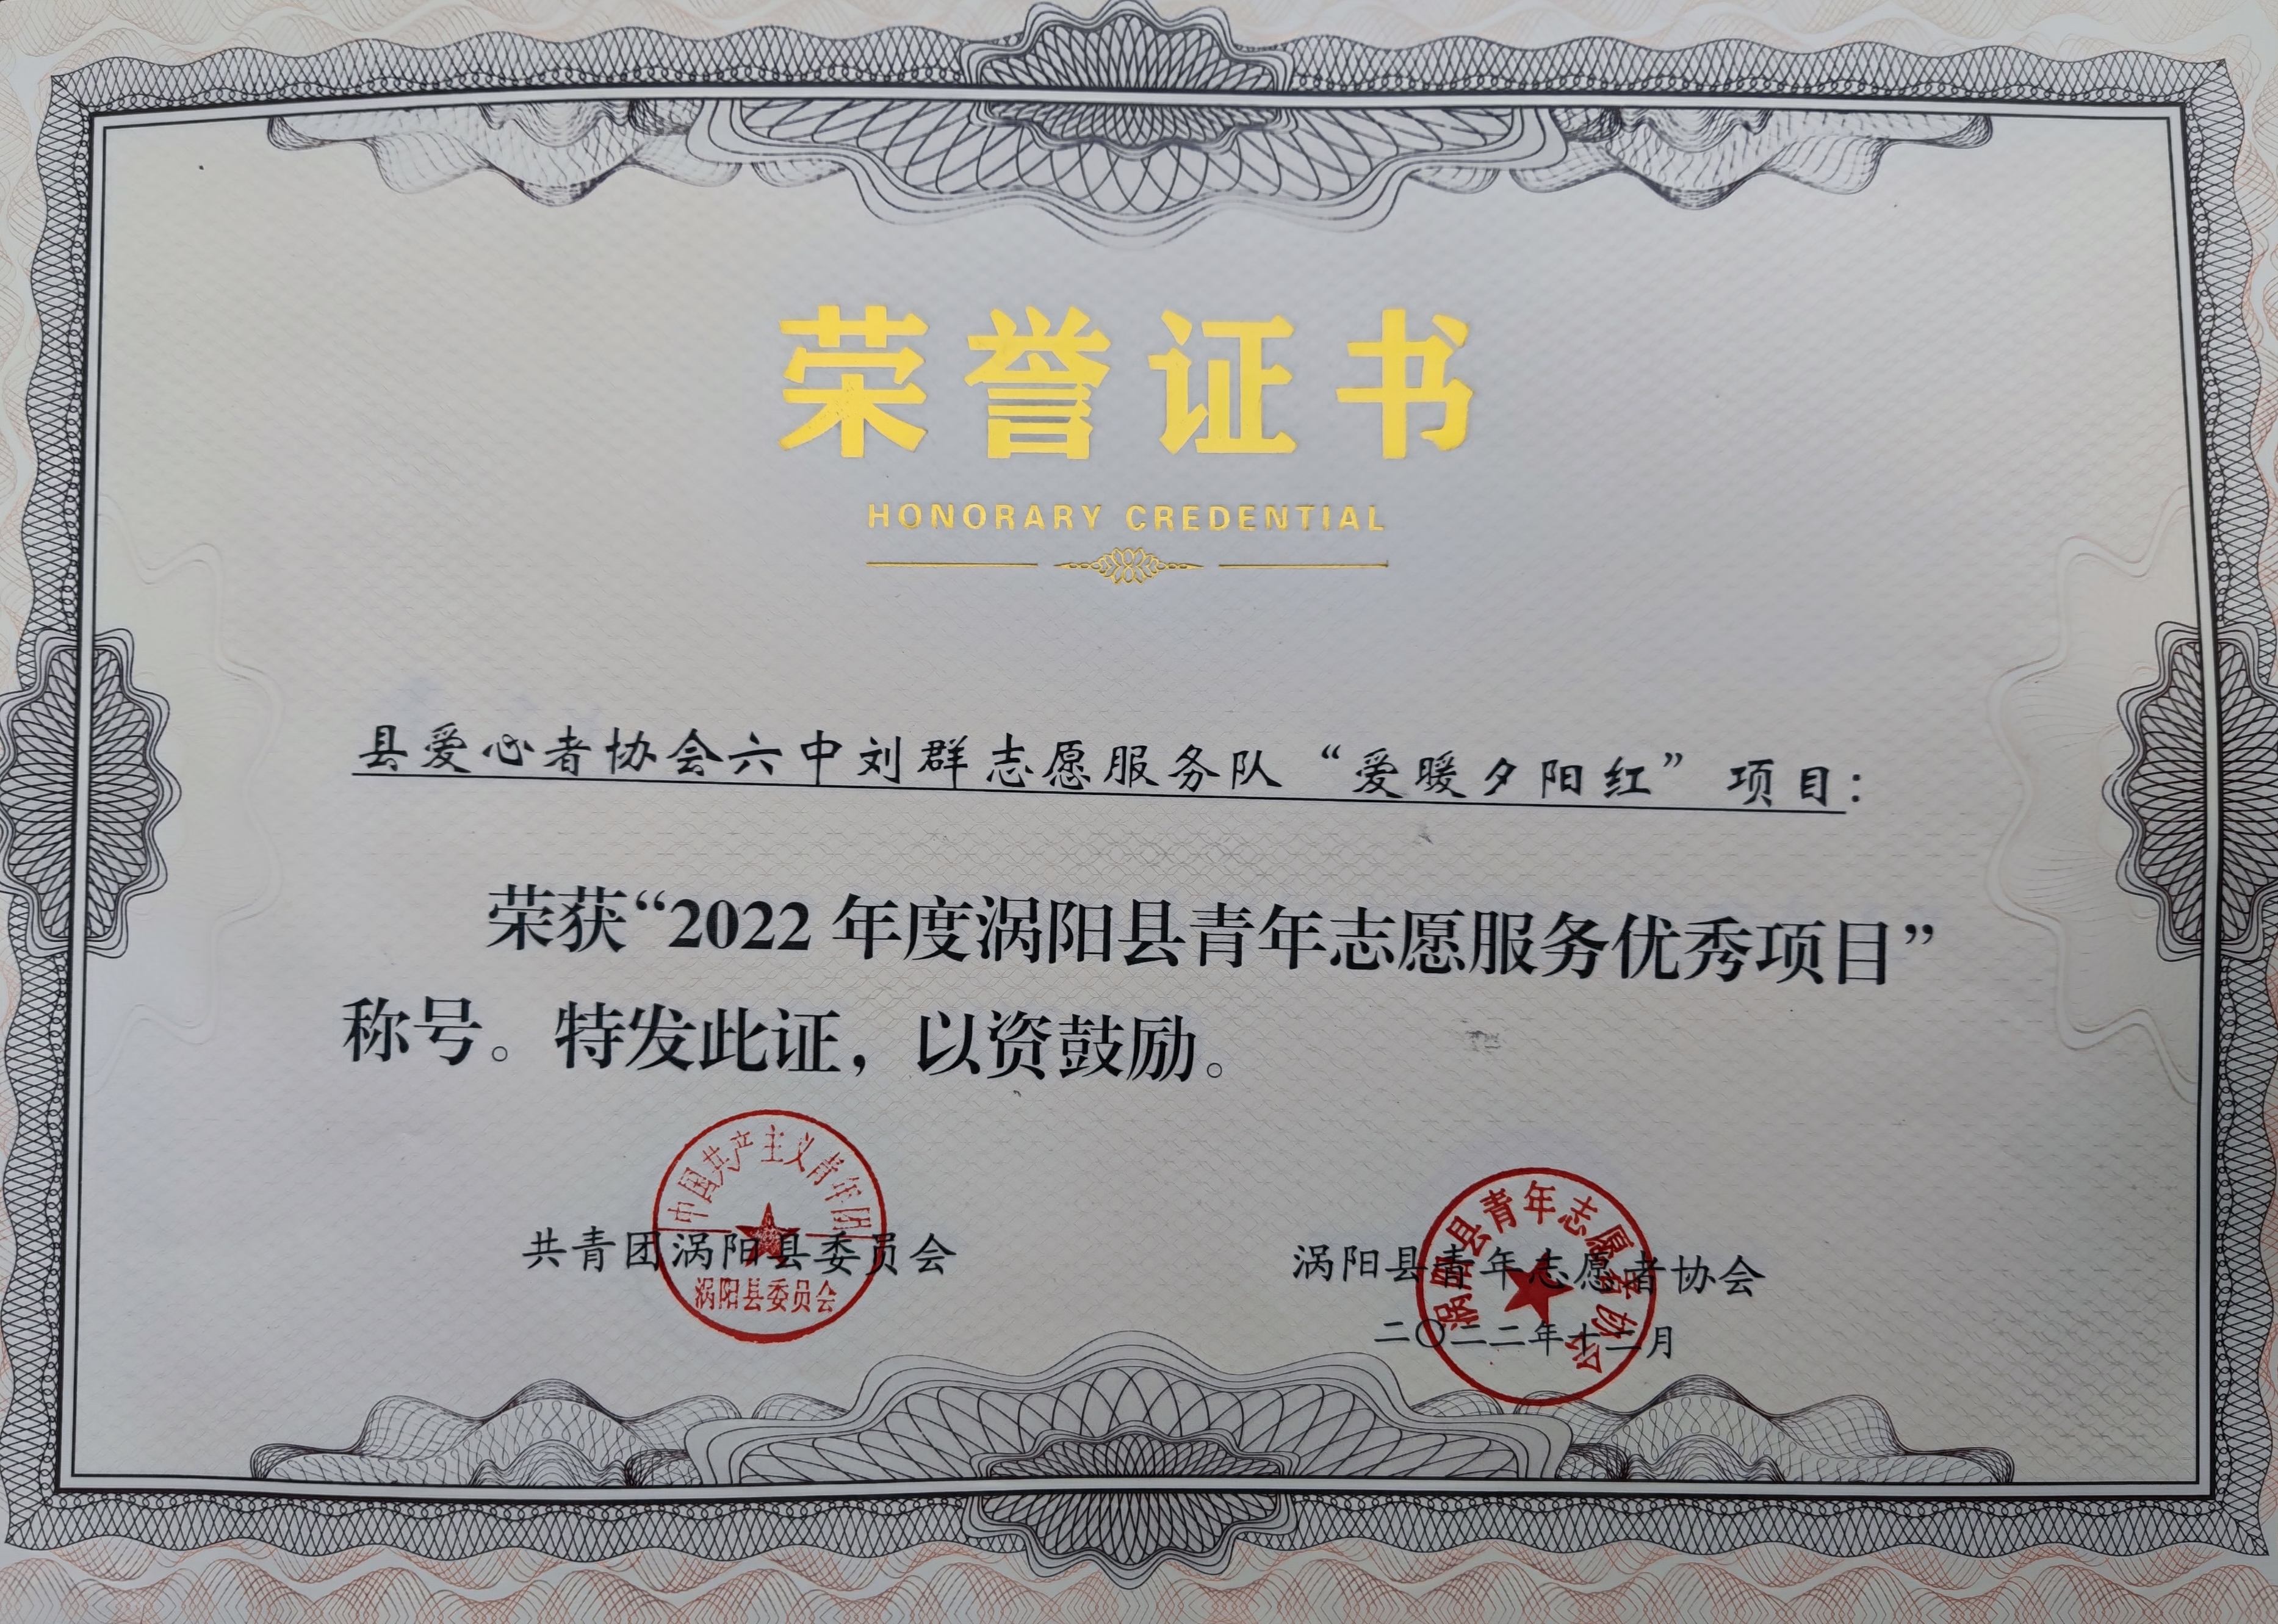 荣誉证书
HONORARY CREDENTIAL
县爱心者协会六中刘群志愿服务队“爱暖夕阳红”项目：
荣获“2022年度涡阳县青年志愿服务优秀项目”
称号。特发此证，以资鼓励。
中国共产主义青年团
共青团涡阳县委员会
涡阳县委员会
涡阳县青年志愿者协会
涡阳县青年志愿者协会
二〇二二年十二月